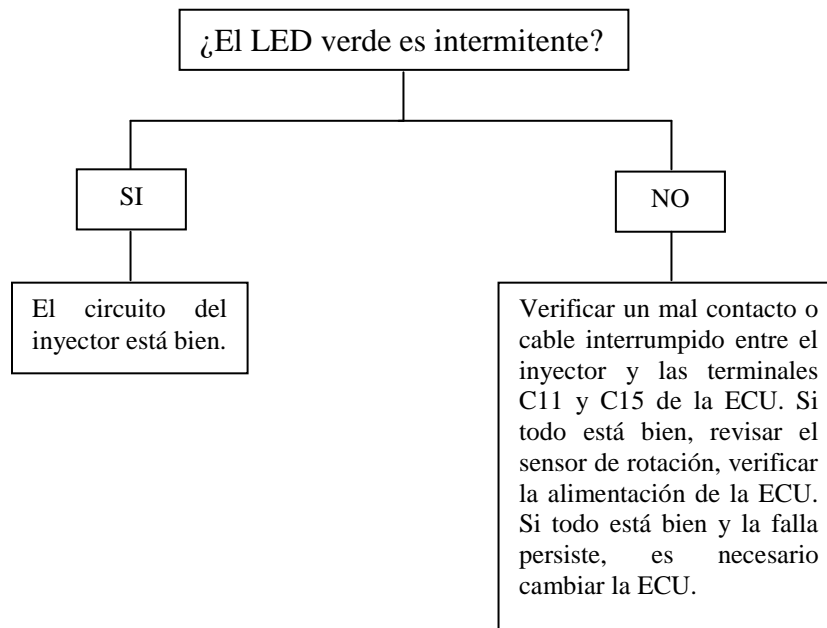 ¿El LED verde es intermitente?
SI
NO
El circuito del
inyector está bien.
Verificar un mal contacto o
cable interrumpido entre el
inyector y las terminales
C11 y C15 de la ECU. Si
todo está bien, revisar el
sensor de rotación, verificar
la alimentación de la ECU.
Si todo está bien y la falla
persiste, es necesario
cambiar la ECU.